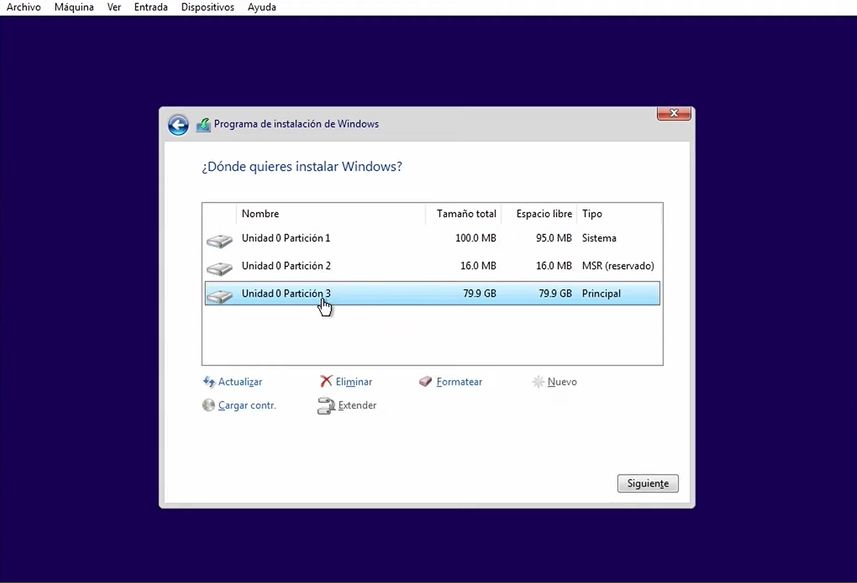 Archivo Máquina Ver Entrada Dispositivos Ayuda
Programa de instalación de Windows
¿Dónde quieres instalar Windows?
Nombre Tamaño total Espacio libre Tipo
Unidad 0 Partición 1 100.0 MB 95.0 MB Sistema
Unidad 0 Partición 2 16.0 MB 16.0 MB MSR (reservado)
Unidad 0 Partición 3 79.9 GB 79.9 GB Principal
Actualizar Eliminar Formatear Nuevo
Cargar contr. Extender
Siguiente